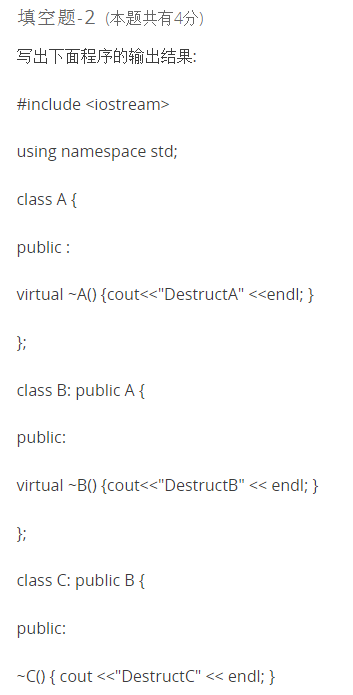 填空题-2 (本题共有4分)
写出下面程序的输出结果:
#include <iostream>
using namespace std;
class A {
public :
virtual ~A() {cout<<"DestructA" <<endl; }
};
class B: public A {
public:
virtual ~B() {cout<<"DestructB" << endl; }
};
class C: public B {
public:
~C() { cout <<"DestructC" << endl; }